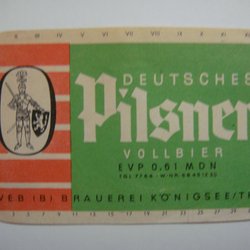 DEUTSCHES
Pilsner
VOLLBIER
EVP 0,61 MDN
VEB (B) BRAUEREI KÖNIGSEE/TH